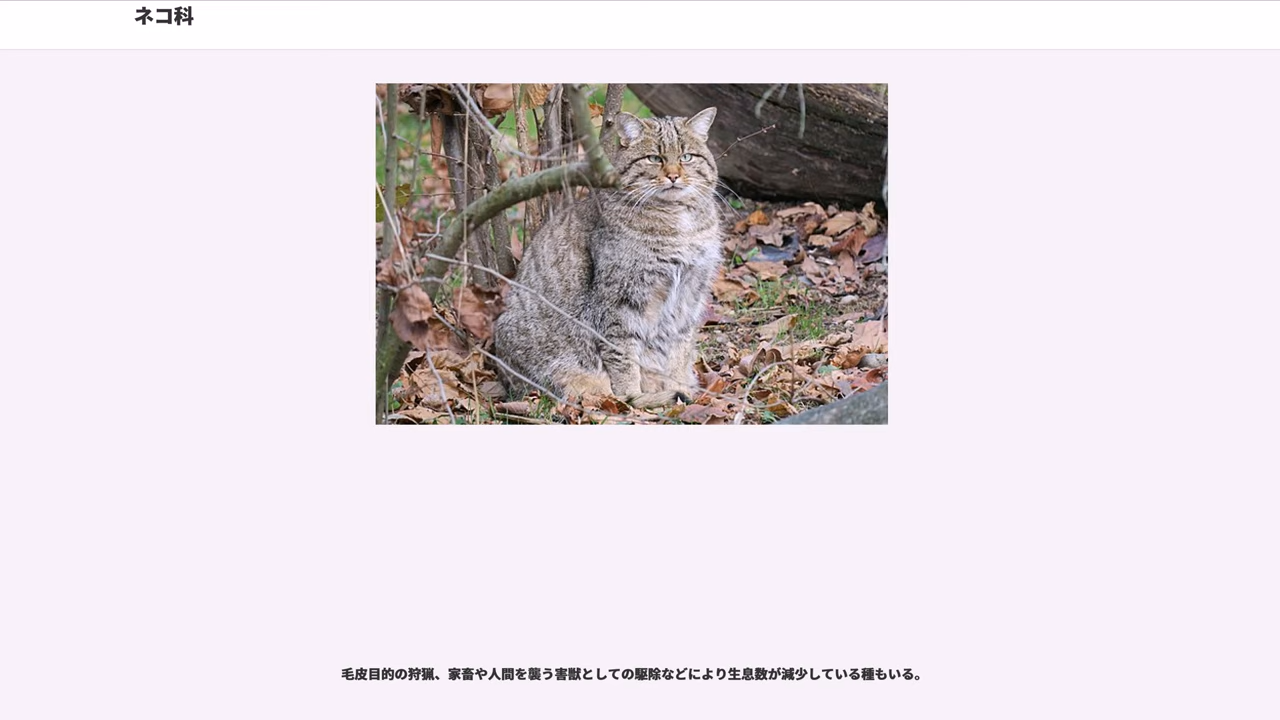 ネコ科
毛皮目的の狩猟、家畜や人間を襲う害獣としての駆除などにより生息数が減少している種もいる。